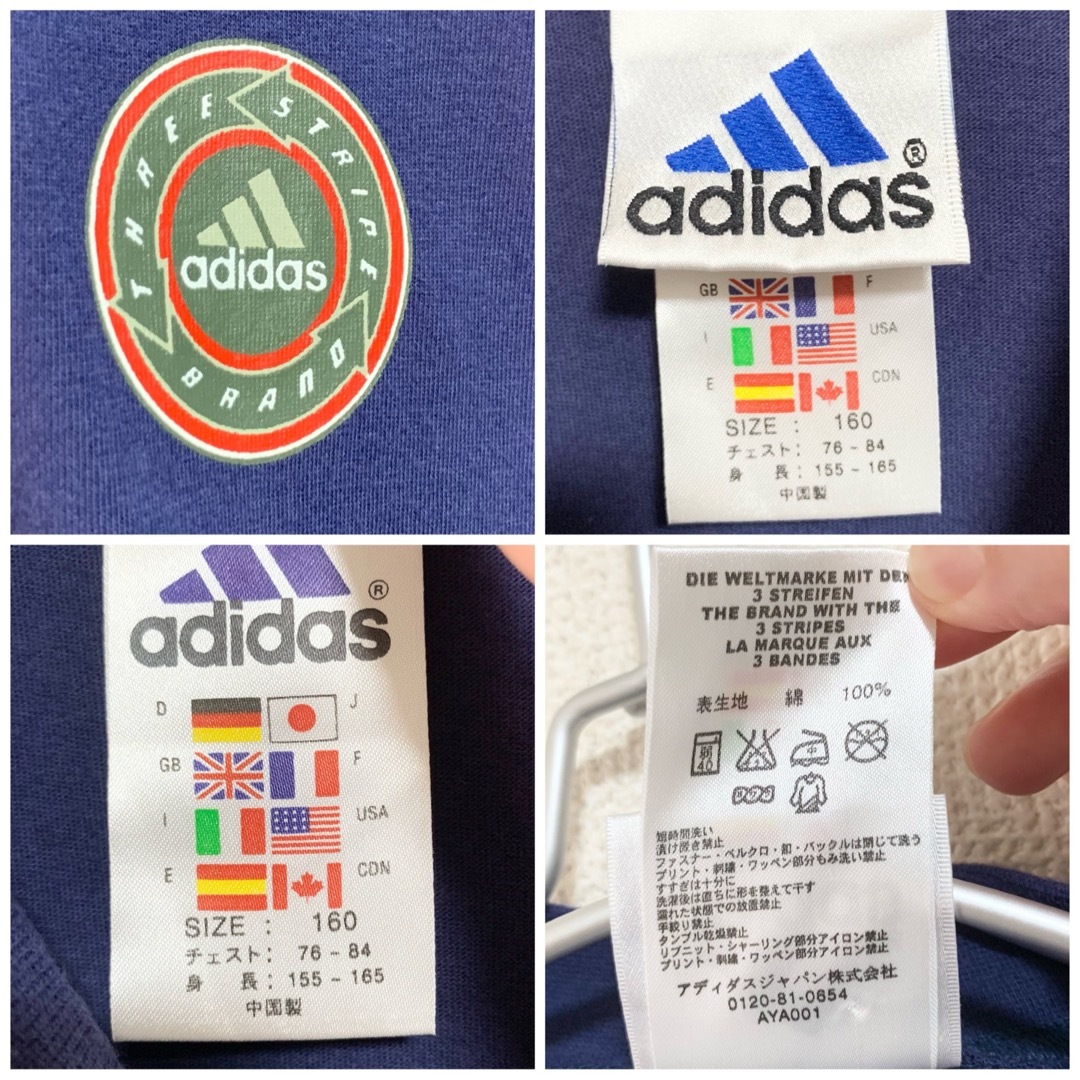 THREE STRIPE BRAND
adidas
adidas®
GB F
I USA
E CDN
SIZE : 160
チェスト: 76 - 84
身 長: 155 - 165
中国製
adidas®
D J
GB F
I USA
E CDN
SIZE : 160
チェスト: 76 - 84
身 長: 155 - 165
中国製
DIE WELTMARKE MIT DEN
3 STREIFEN
THE BRAND WITH THE
3 STRIPES
LA MARQUE AUX
3 BANDES
表生地 綿 100%
弱
40
短時間洗い
漬け置き禁止
ファスナー・ベルクロ・釦・バックルは閉じて洗う
プリント・刺繍・ワッペン部分もみ洗い禁止
すすぎは十分に
洗濯後は直ちに形を整えて干す
濡れた状態での放置禁止
手絞り禁止
タンブル乾燥禁止
リブニット・シャーリング部分アイロン禁止
プリント・刺繍・ワッペン部分アイロン禁止
アディダスジャパン株式会社
0120-81-0654
AYA001